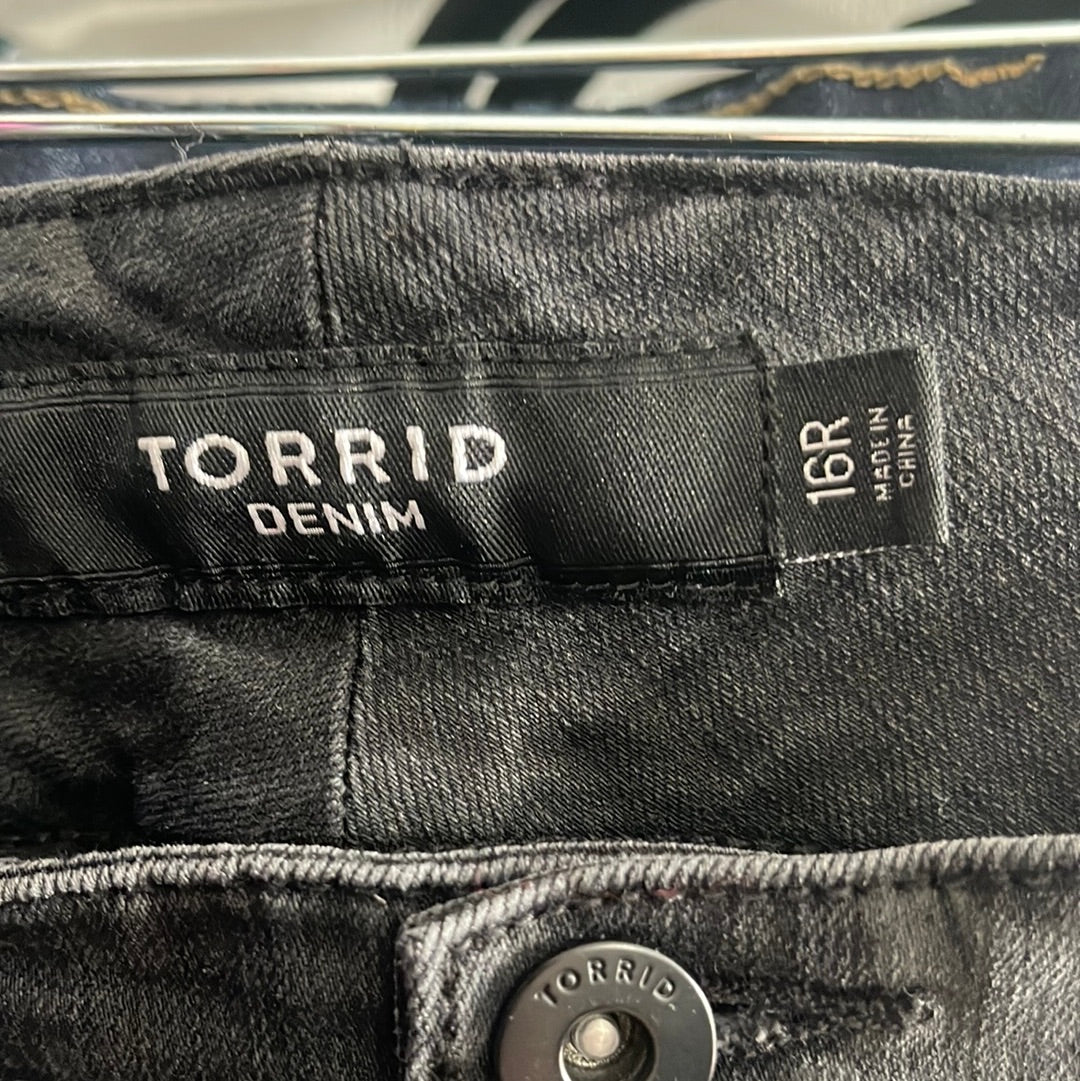 TORRID
DENIM
16R
MADE IN
CHINA
TORRID